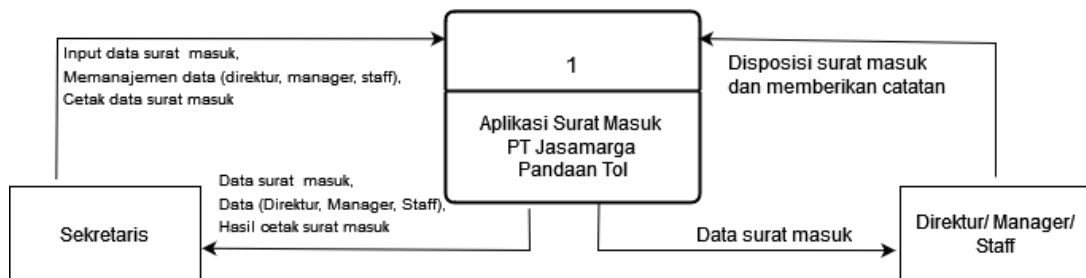 Input data surat masuk,
Memanajemen data (direktur, manager, staff),
Cetak data surat masuk
1
Aplikasi Surat Masuk
PT Jasamarga
Pandaan Tol
Disposisi surat masuk
dan memberikan catatan
Data surat masuk,
Data (Direktur, Manager, Staff),
Hasil cetak surat masuk
Sekretaris
Data surat masuk
Direktur/ Manager/
Staff